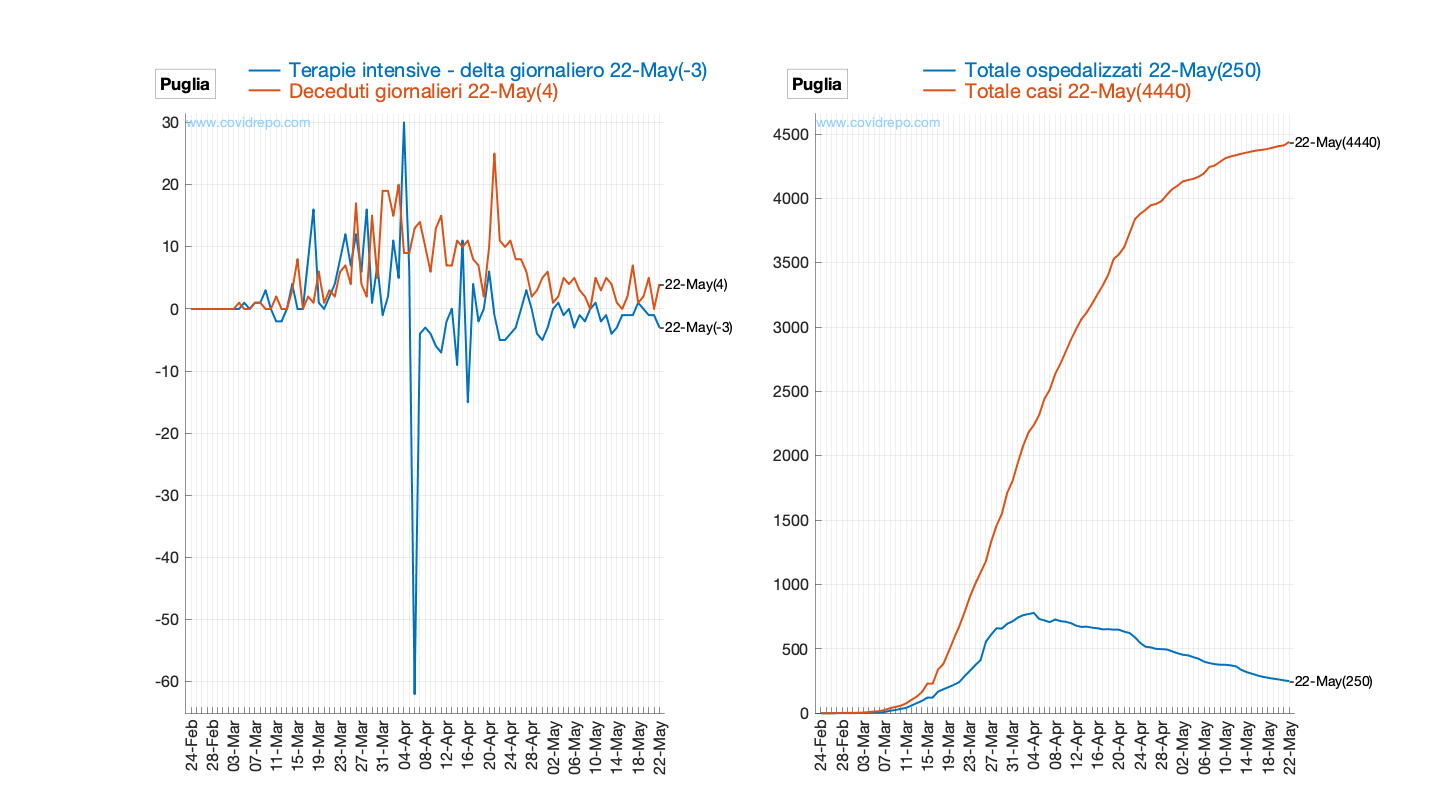 Puglia
Terapie intensive - delta giornaliero 22-May(-3)
Deceduti giornalieri 22-May(4)
www.covidrepo.com
30
20
10
0
-10
-20
-30
-40
-50
-60
22-May(4)
22-May(-3)
24-Feb
28-Feb
03-Mar
07-Mar
11-Mar
15-Mar
19-Mar
23-Mar
27-Mar
31-Mar
04-Apr
08-Apr
12-Apr
16-Apr
20-Apr
24-Apr
28-Apr
02-May
06-May
10-May
14-May
18-May
22-May
Puglia
Totale ospedalizzati 22-May(250)
Totale casi 22-May(4440)
www.covidrepo.com
4500
4000
3500
3000
2500
2000
1500
1000
500
0
22-May(4440)
22-May(250)
24-Feb
28-Feb
03-Mar
07-Mar
11-Mar
15-Mar
19-Mar
23-Mar
27-Mar
31-Mar
04-Apr
08-Apr
12-Apr
16-Apr
20-Apr
24-Apr
28-Apr
02-May
06-May
10-May
14-May
18-May
22-May